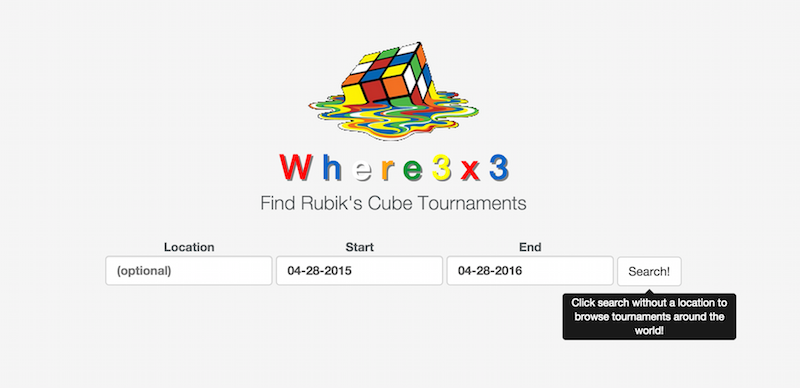 Where3x3
Find Rubik's Cube Tournaments
Location
Start
End
(optional)
04-28-2015
04-28-2016
Search!
Click search without a location to
browse tournaments around the
world!